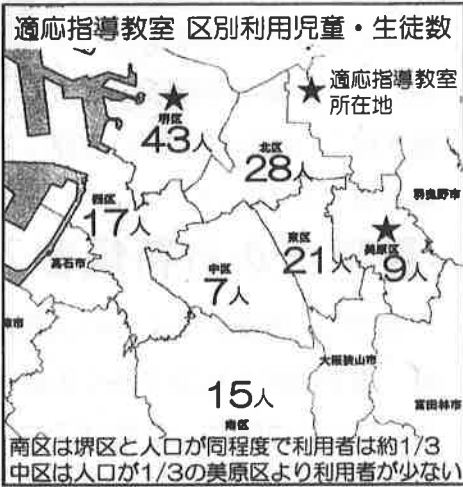 適応指導教室 区別利用児童・生徒数
適応指導教室
所在地
堺区
43人
北区
28人
羽曳野市
西区
17人
東区
21人
美原区
9人
高石市
中区
7人
大阪狭山市
15人
南区
富田林市
南区は堺区と人口が同程度で利用者は約1/3
中区は人口が1/3の美原区より利用者が少ない